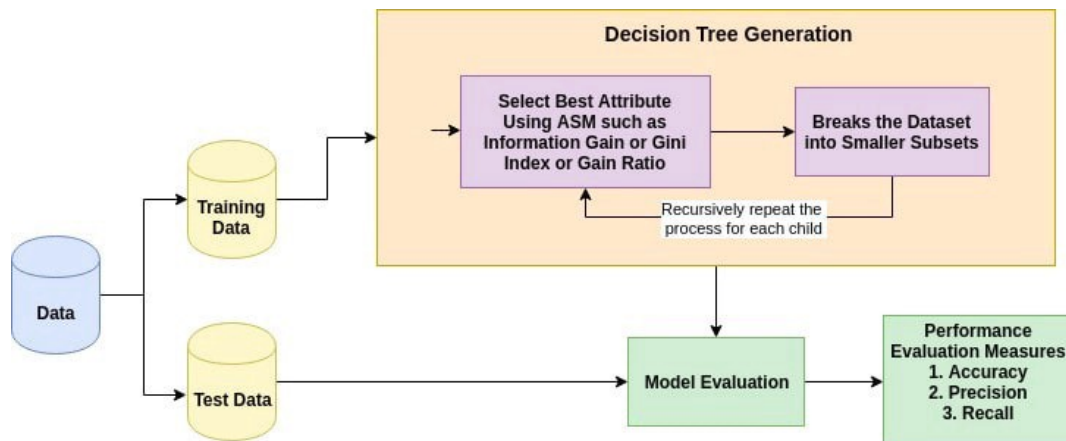 Decision Tree Generation
Select Best Attribute
Using ASM such as
Information Gain or Gini
Index or Gain Ratio
Breaks the Dataset
into Smaller Subsets
Recursively repeat the
process for each child
Training
Data
Data
Test Data
Model Evaluation
Performance
Evaluation Measures
1. Accuracy
2. Precision
3. Recall